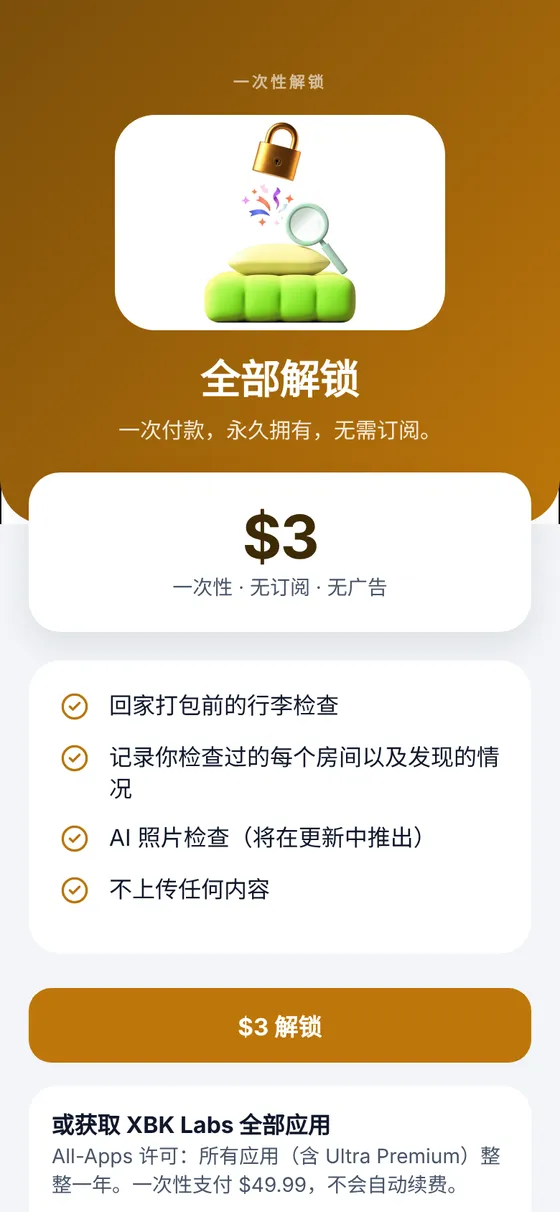 一次性解锁
全部解锁
一次付款，永久拥有，无需订阅。
$3
一次性 · 无订阅 · 无广告
回家打包前的行李检查
记录你检查过的每个房间以及发现的情
况
AI 照片检查（将在更新中推出）
不上传任何内容
$3 解锁
或获取 XBK Labs 全部应用
All-Apps 许可：所有应用（含 Ultra Premium）整
整一年。一次性支付 $49.99，不会自动续费。